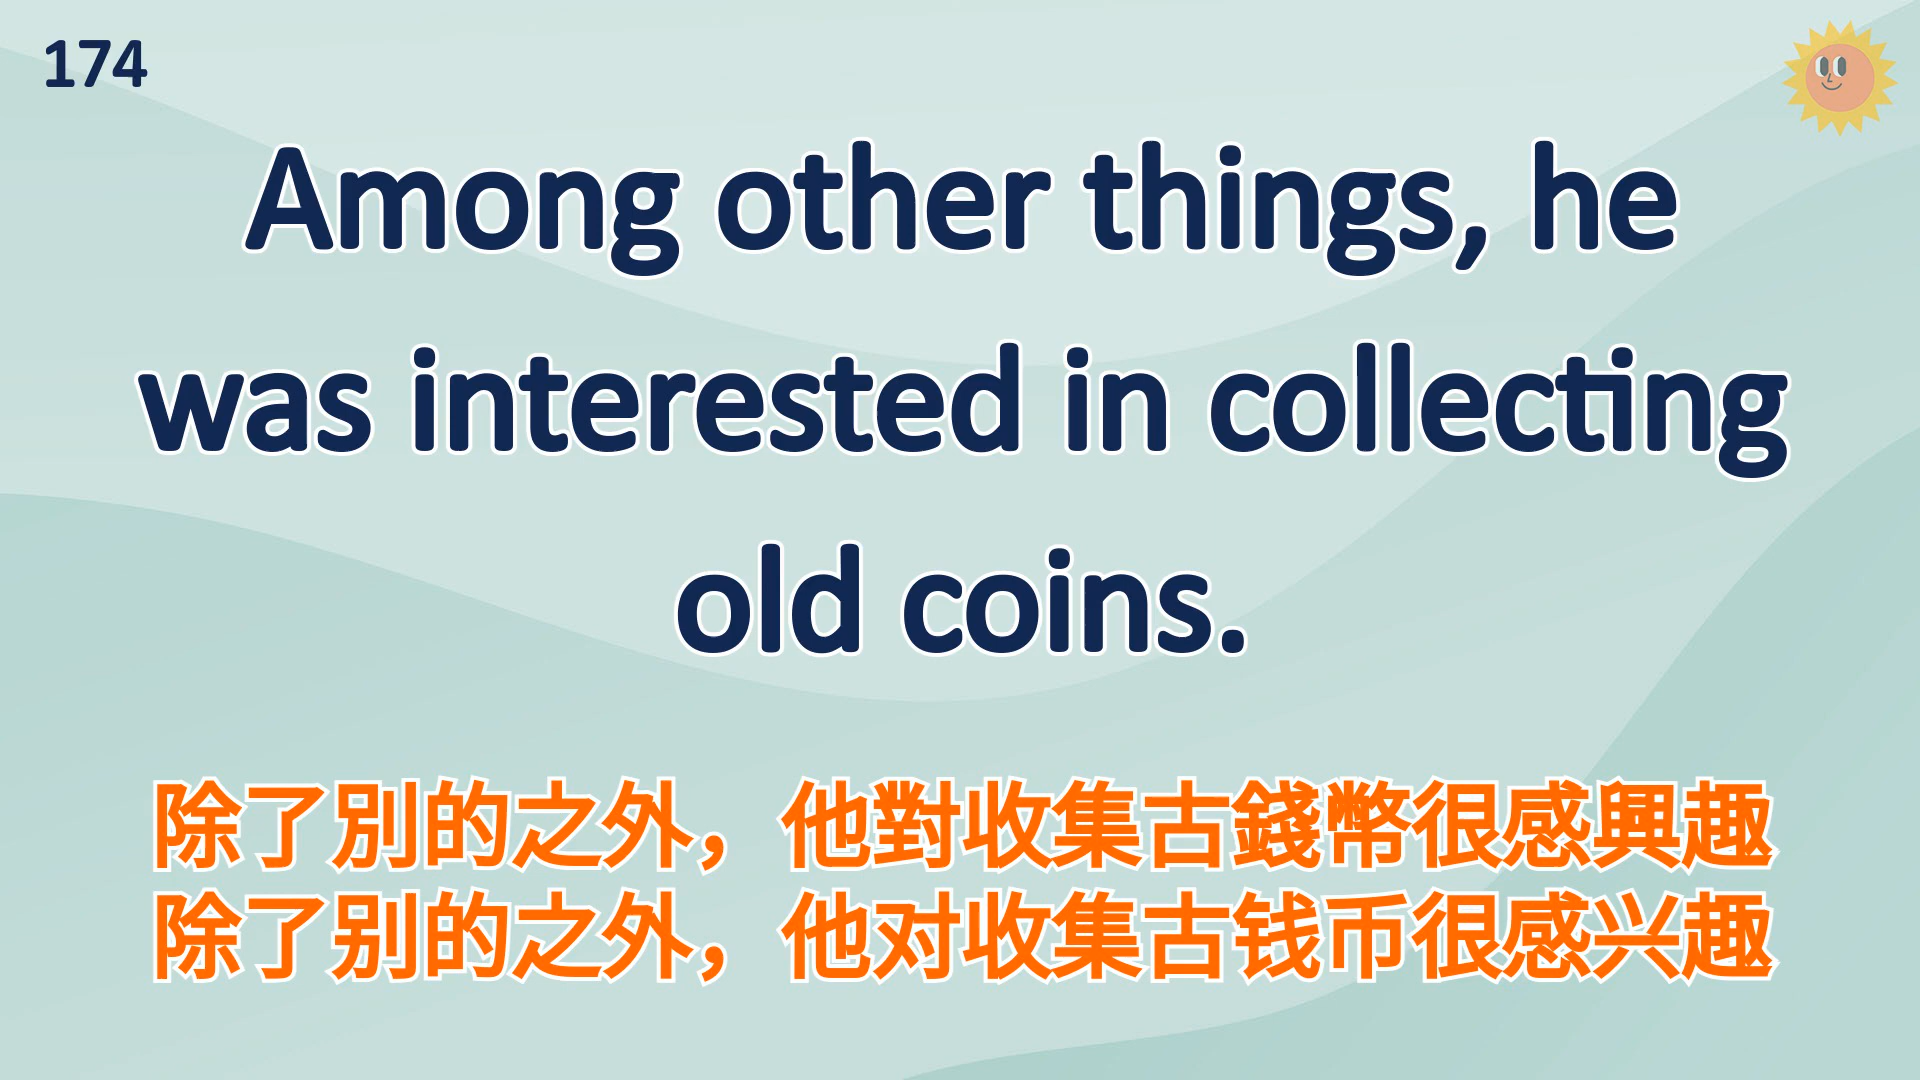 174
Among other things, he
was interested in collecting
old coins.
除了別的之外，他對收集古錢幣很感興趣
除了别的之外，他对收集古钱币很感兴趣